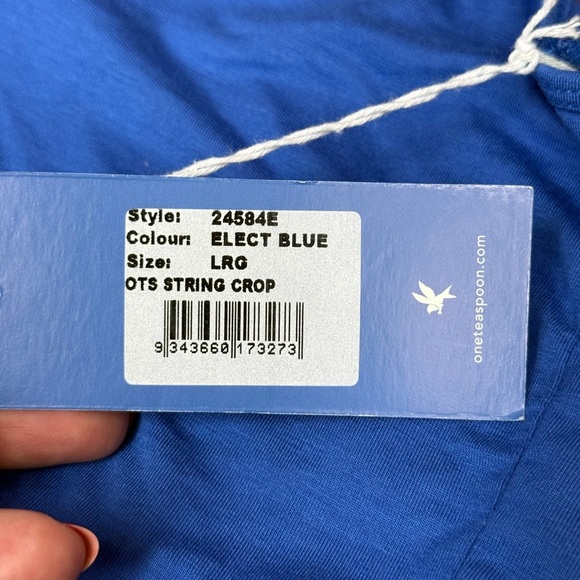 Style: 24584E
Colour: ELECT BLUE
Size: LRG
OTS STRING CROP
9 343660 173273
oneteaspoon.com